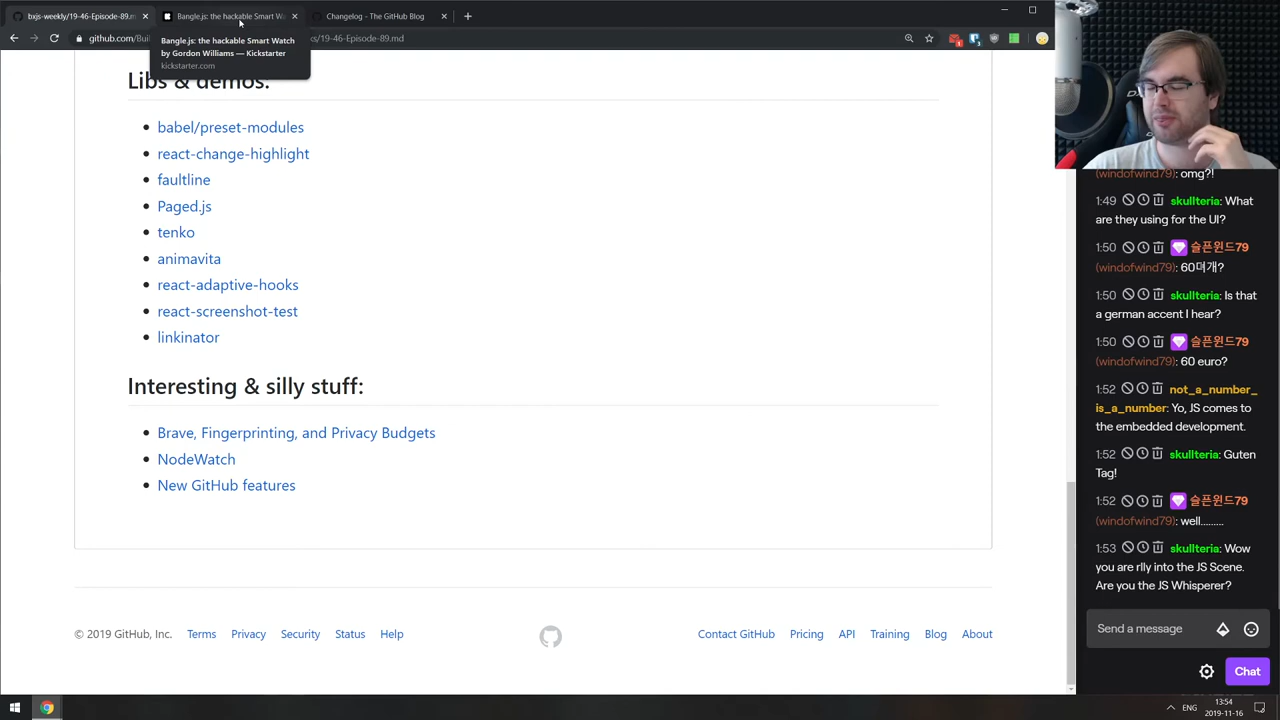 bxjs-weekly/19-46-Episode-89.m
Bangle.js: the hackable Smart W
Changelog - The GitHub Blog
github.com/Bui
s/19-46-Episode-89.md
Bangle.js: the hackable Smart Watch
by Gordon Williams — Kickstarter
kickstarter.com
Libs & demos:
babel/preset-modules
react-change-highlight
faultline
Paged.js
tenko
animavita
react-adaptive-hooks
react-screenshot-test
linkinator
Interesting & silly stuff:
Brave, Fingerprinting, and Privacy Budgets
NodeWatch
New GitHub features
© 2019 GitHub, Inc. Terms Privacy Security Status Help
Contact GitHub Pricing API Training Blog About
(windofwind79): omg?!
1:49 skullteria: What
are they using for the UI?
1:50 슬픈윈드79
(windofwind79): 60며개?
1:50 skullteria: Is that
a german accent I hear?
1:50 슬픈윈드79
(windofwind79): 60 euro?
1:52 not_a_number_
is_a_number: Yo, JS comes to
the embedded development.
1:52 skullteria: Guten
Tag!
1:52 슬픈윈드79
(windofwind79): well.........
1:53 skullteria: Wow
you are rlly into the JS Scene.
Are you the JS Whisperer?
Send a message
Chat
ENG
13:54
2019-11-16